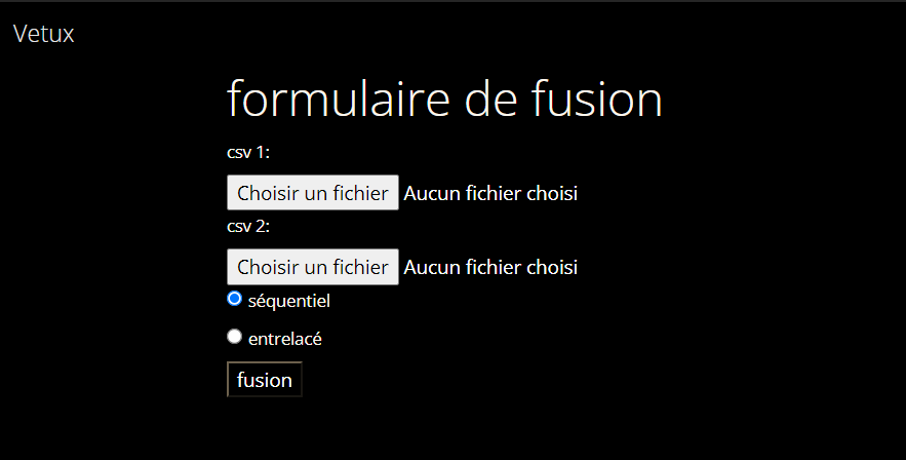 Vetux
formulaire de fusion
csv 1:
Choisir un fichier Aucun fichier choisi
csv 2:
Choisir un fichier Aucun fichier choisi
séquentiel
entrelacé
fusion